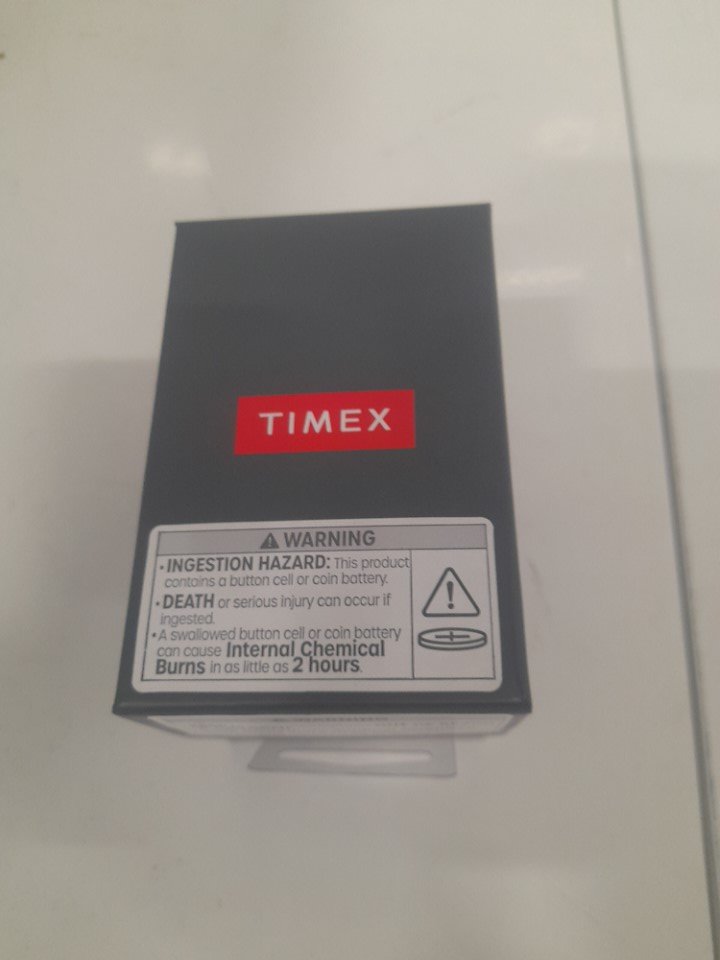 TIMEX
WARNING
• INGESTION HAZARD: This product
contains a button cell or coin battery.
• DEATH or serious injury can occur if
ingested.
• A swallowed button cell or coin battery
can cause Internal Chemical
Burns in as little as 2 hours.